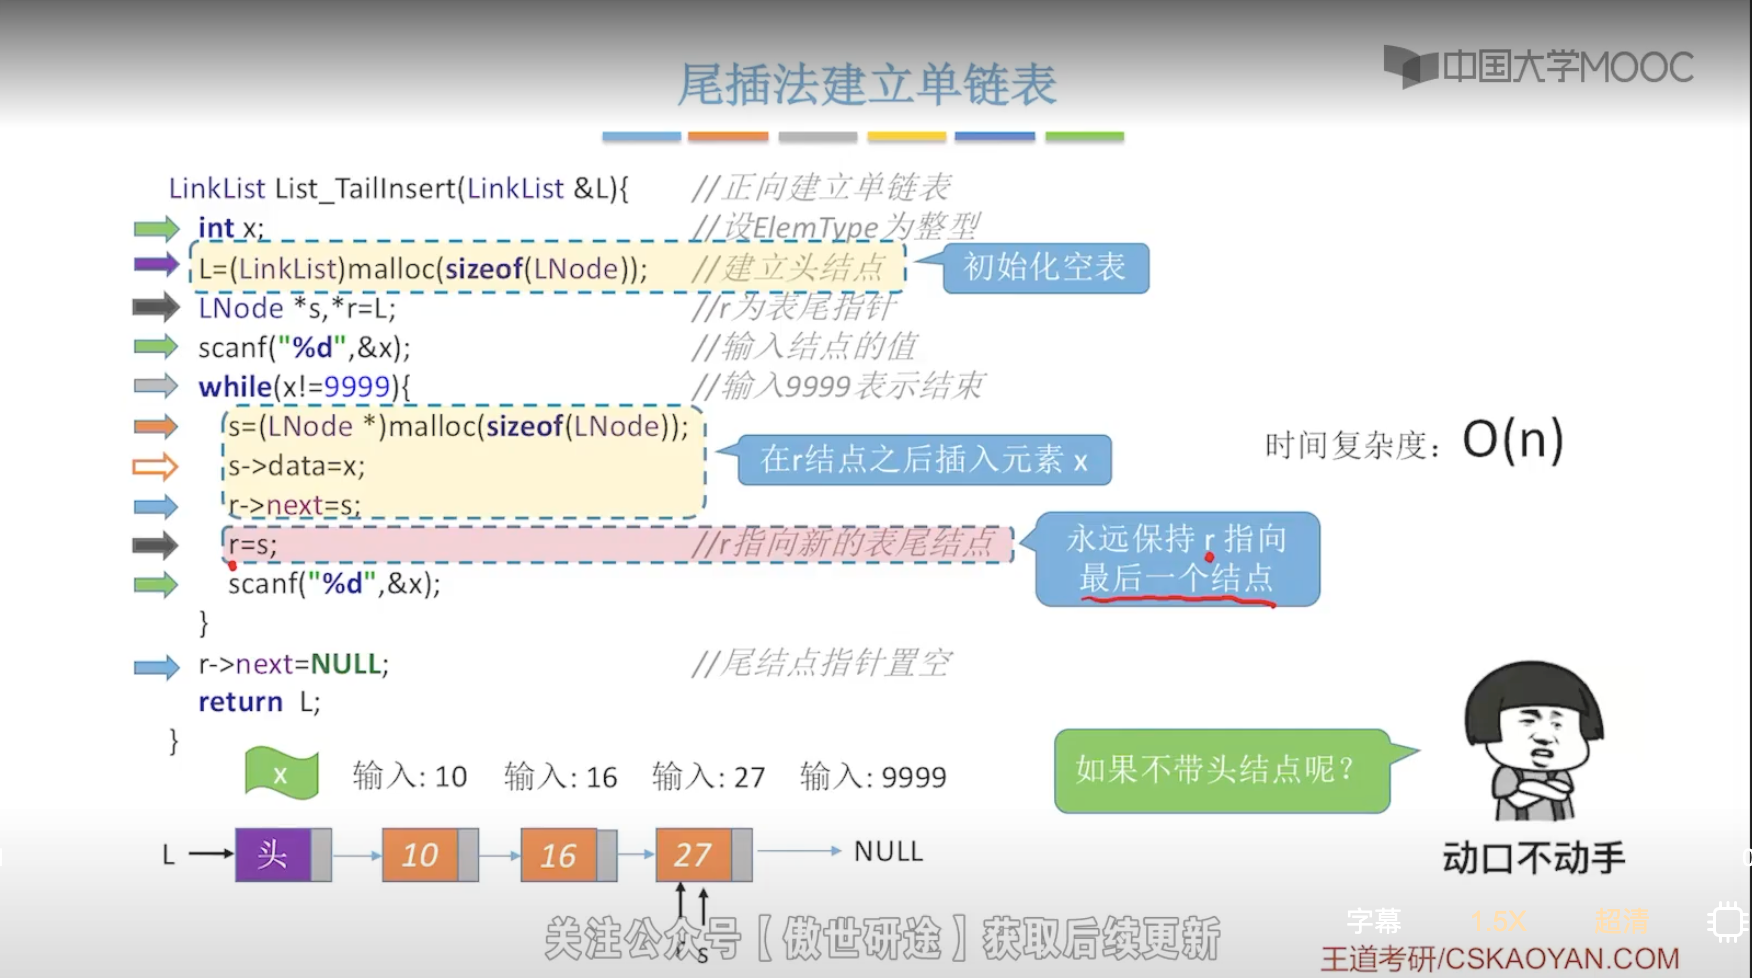 中国大学MOOC
尾插法建立单链表
LinkList List_TailInsert(LinkList &L){ //正向建立单链表
int x; //设ElemType为整型
L=(LinkList)malloc(sizeof(LNode)); //建立头结点
初始化空表
LNode *s,*r=L; //r为表尾指针
scanf("%d",&x); //输入结点的值
while(x!=9999){ //输入9999表示结束
s=(LNode *)malloc(sizeof(LNode));
s->data=x;
在r结点之后插入元素 x
时间复杂度：O(n)
r->next=s;
r=s; //r指向新的表尾结点
永远保持 r 指向
最后一个结点
scanf("%d",&x);
}
r->next=NULL; //尾结点指针置空
return L;
}
x 输入: 10 输入: 16 输入: 27 输入: 9999
如果不带头结点呢？
L 头 10 16 27 NULL
动口不动手
s
关注公众号【傲世研途】获取后续更新
字幕 1.5X 超清
王道考研/CSKAOYAN.COM